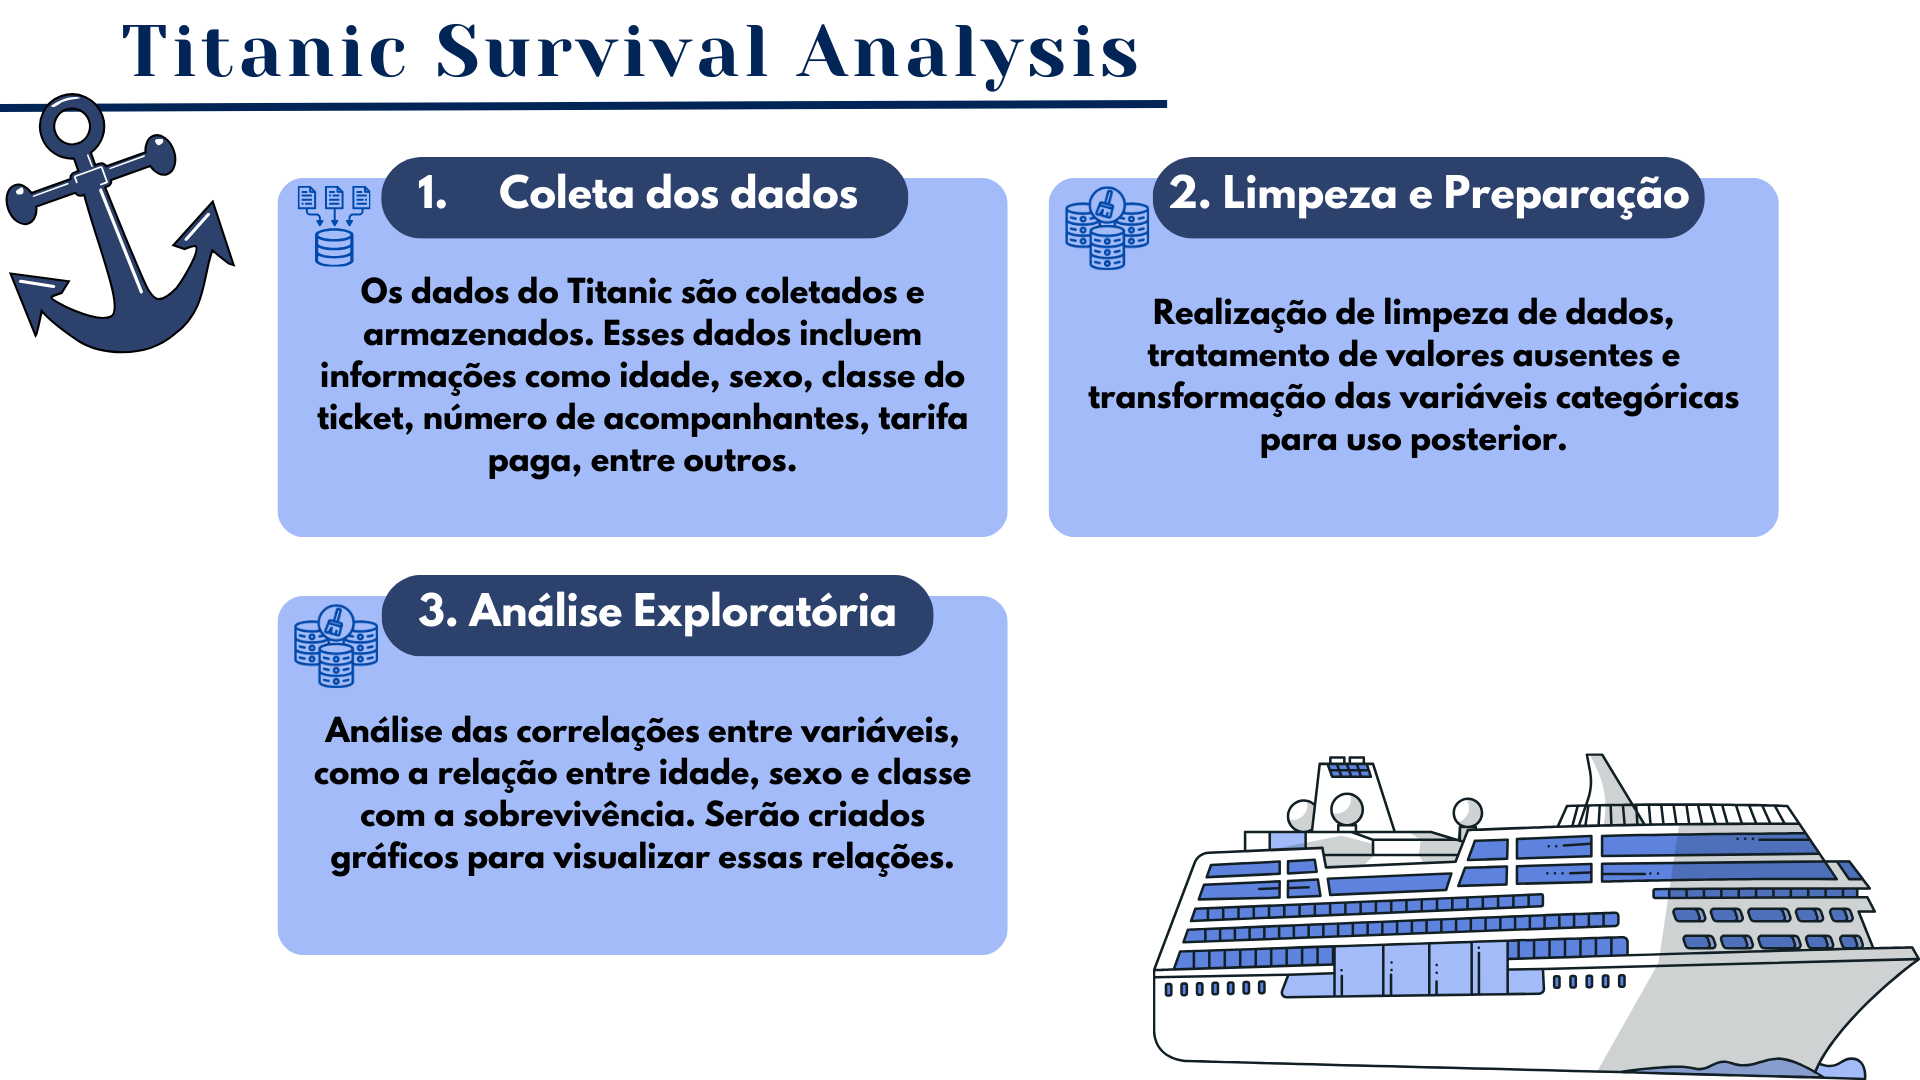 Titanic Survival Analysis
1. Coleta dos dados
Os dados do Titanic são coletados e
armazenados. Esses dados incluem
informações como idade, sexo, classe do
ticket, número de acompanhantes, tarifa
paga, entre outros.
2. Limpeza e Preparação
Realização de limpeza de dados,
tratamento de valores ausentes e
transformação das variáveis categóricas
para uso posterior.
3. Análise Exploratória
Análise das correlações entre variáveis,
como a relação entre idade, sexo e classe
com a sobrevivência. Serão criados
gráficos para visualizar essas relações.